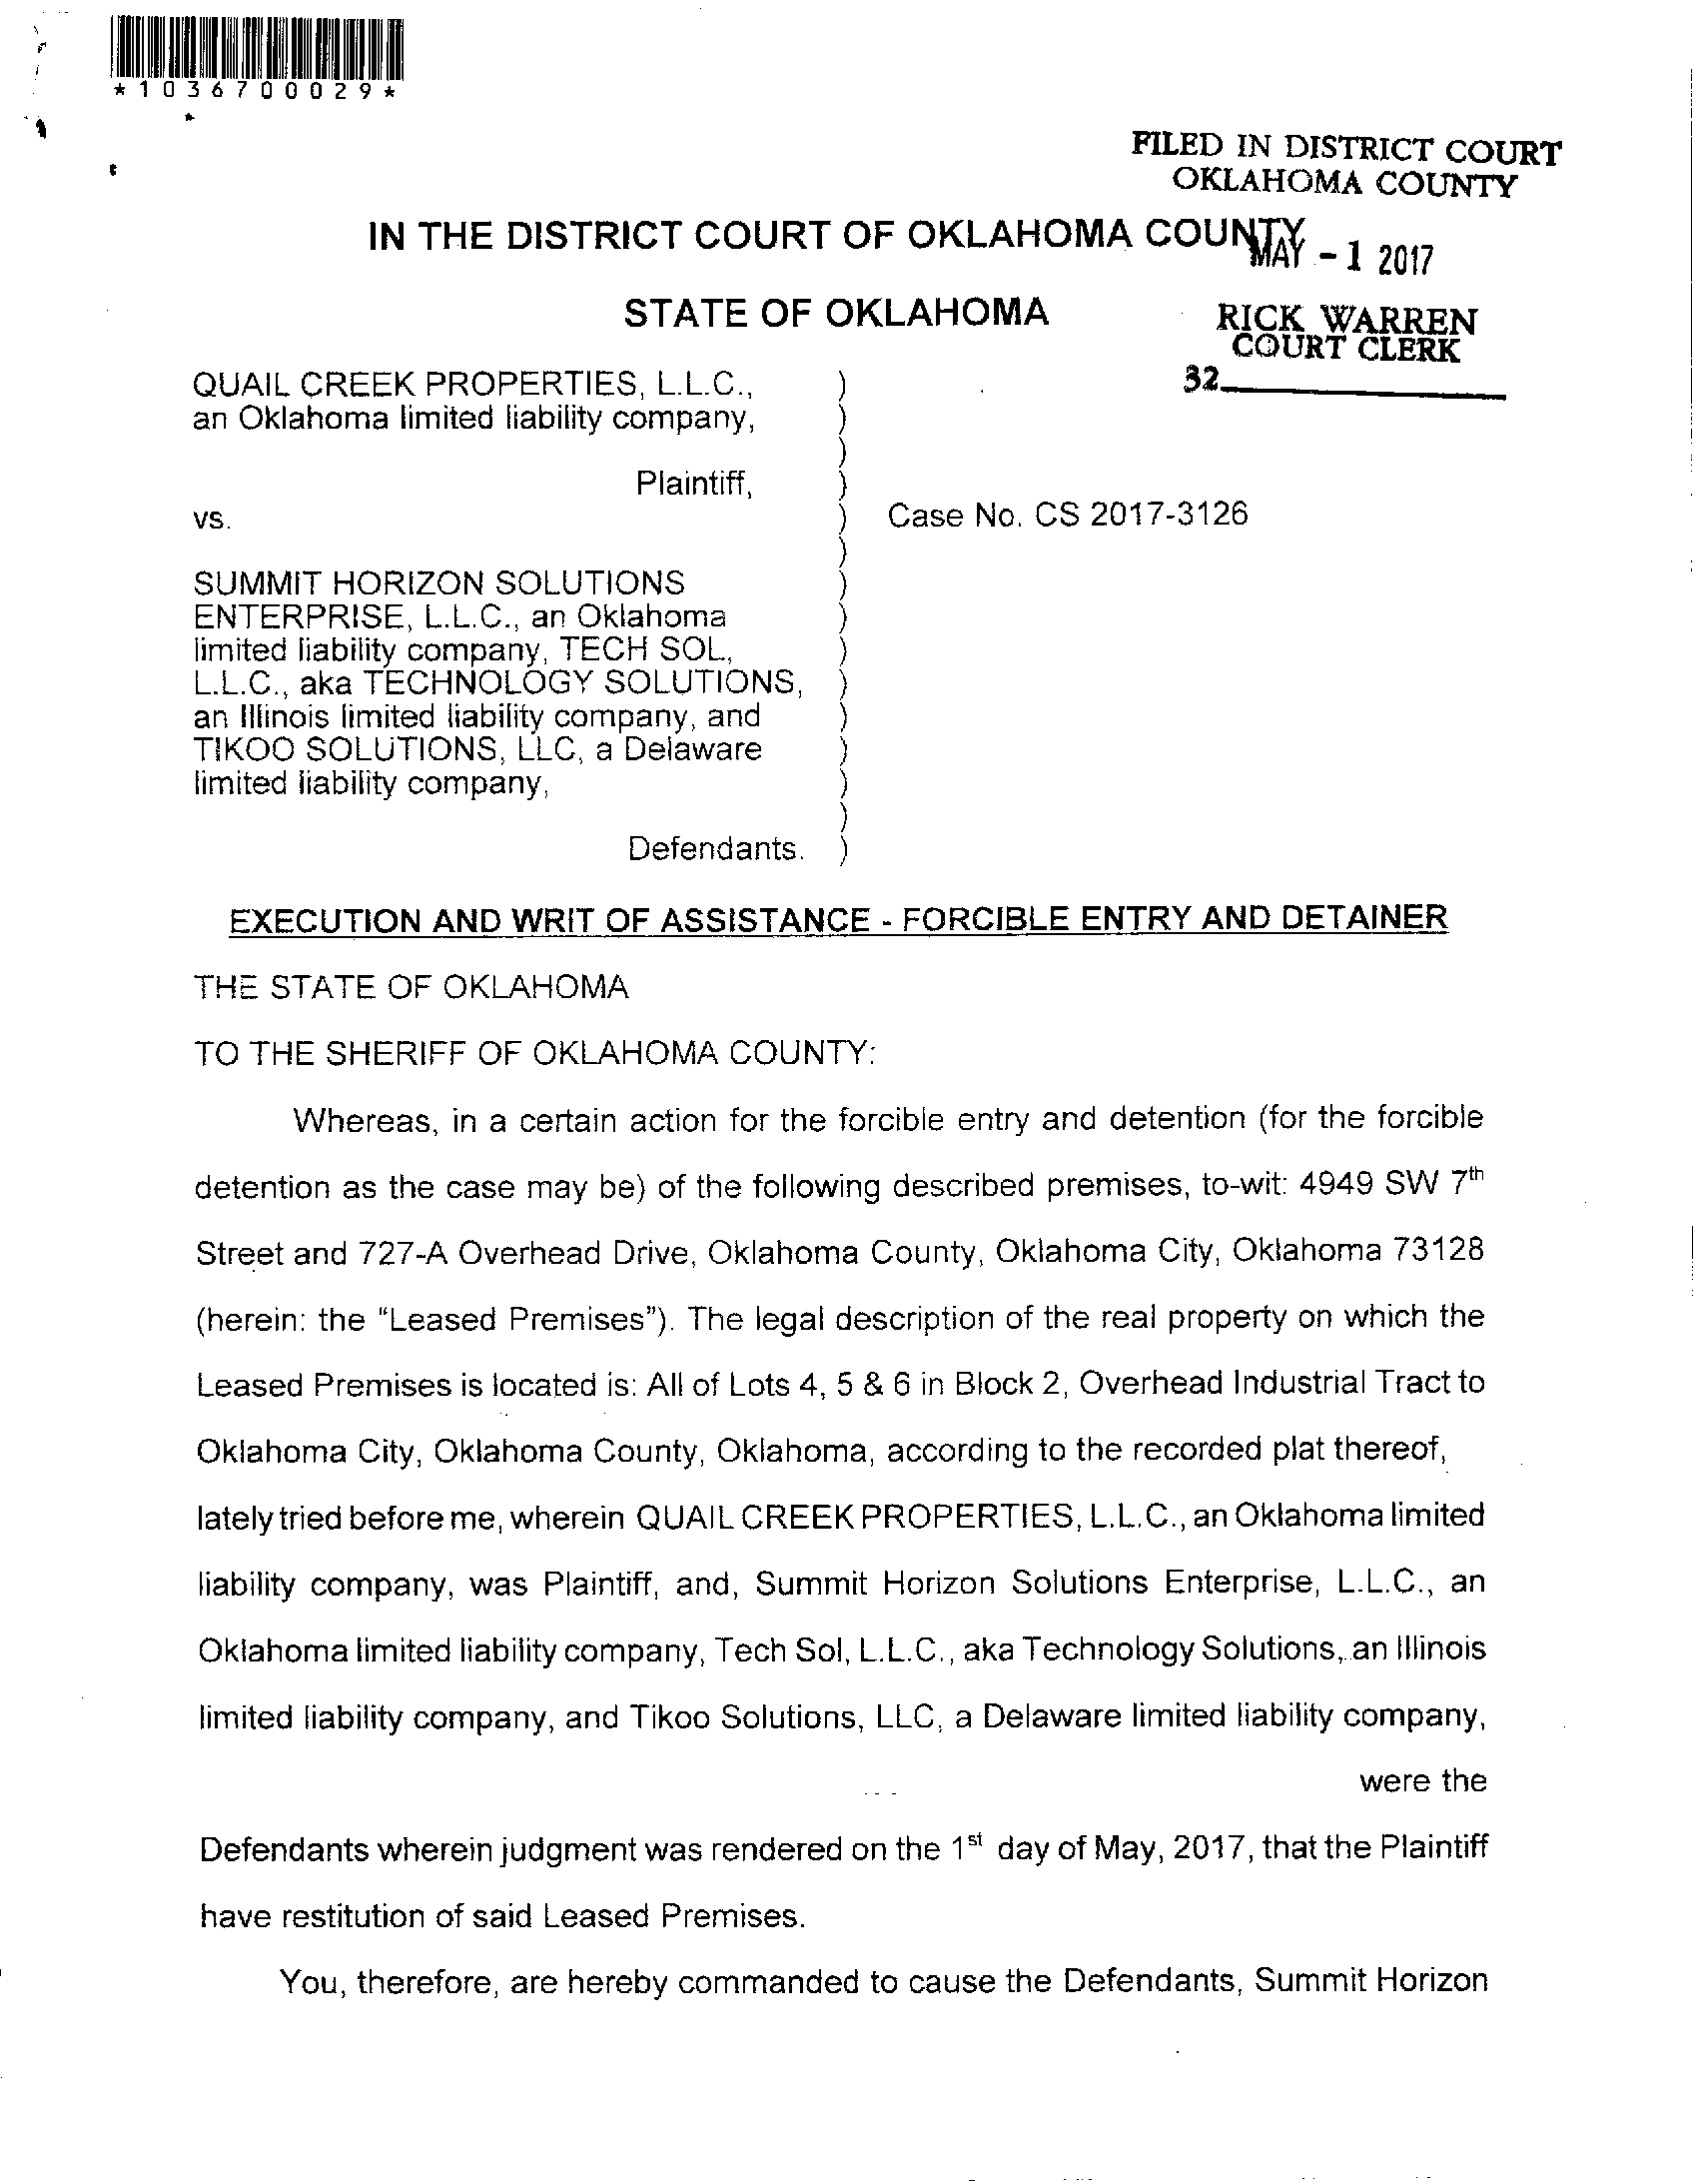 *1036700029*
FILED IN DISTRICT COURT
OKLAHOMA COUNTY
IN THE DISTRICT COURT OF OKLAHOMA COUNTY
MAY - 1 2017
STATE OF OKLAHOMA
RICK WARREN
COURT CLERK
32
QUAIL CREEK PROPERTIES, L.L.C., )
an Oklahoma limited liability company, )
)
Plaintiff, )
vs. ) Case No. CS 2017-3126
)
SUMMIT HORIZON SOLUTIONS )
ENTERPRISE, L.L.C., an Oklahoma )
limited liability company, TECH SOL, )
L.L.C., aka TECHNOLOGY SOLUTIONS, )
an Illinois limited liability company, and )
TIKOO SOLUTIONS, LLC, a Delaware )
limited liability company, )
)
Defendants. )
EXECUTION AND WRIT OF ASSISTANCE - FORCIBLE ENTRY AND DETAINER
THE STATE OF OKLAHOMA
TO THE SHERIFF OF OKLAHOMA COUNTY:
Whereas, in a certain action for the forcible entry and detention (for the forcible
detention as the case may be) of the following described premises, to-wit: 4949 SW 7th
Street and 727-A Overhead Drive, Oklahoma County, Oklahoma City, Oklahoma 73128
(herein: the “Leased Premises”). The legal description of the real property on which the
Leased Premises is located is: All of Lots 4, 5 & 6 in Block 2, Overhead Industrial Tract to
Oklahoma City, Oklahoma County, Oklahoma, according to the recorded plat thereof,
lately tried before me, wherein QUAIL CREEK PROPERTIES, L.L.C., an Oklahoma limited
liability company, was Plaintiff, and, Summit Horizon Solutions Enterprise, L.L.C., an
Oklahoma limited liability company, Tech Sol, L.L.C., aka Technology Solutions, an Illinois
limited liability company, and Tikoo Solutions, LLC, a Delaware limited liability company,
were the
Defendants wherein judgment was rendered on the 1st day of May, 2017, that the Plaintiff
have restitution of said Leased Premises.
You, therefore, are hereby commanded to cause the Defendants, Summit Horizon